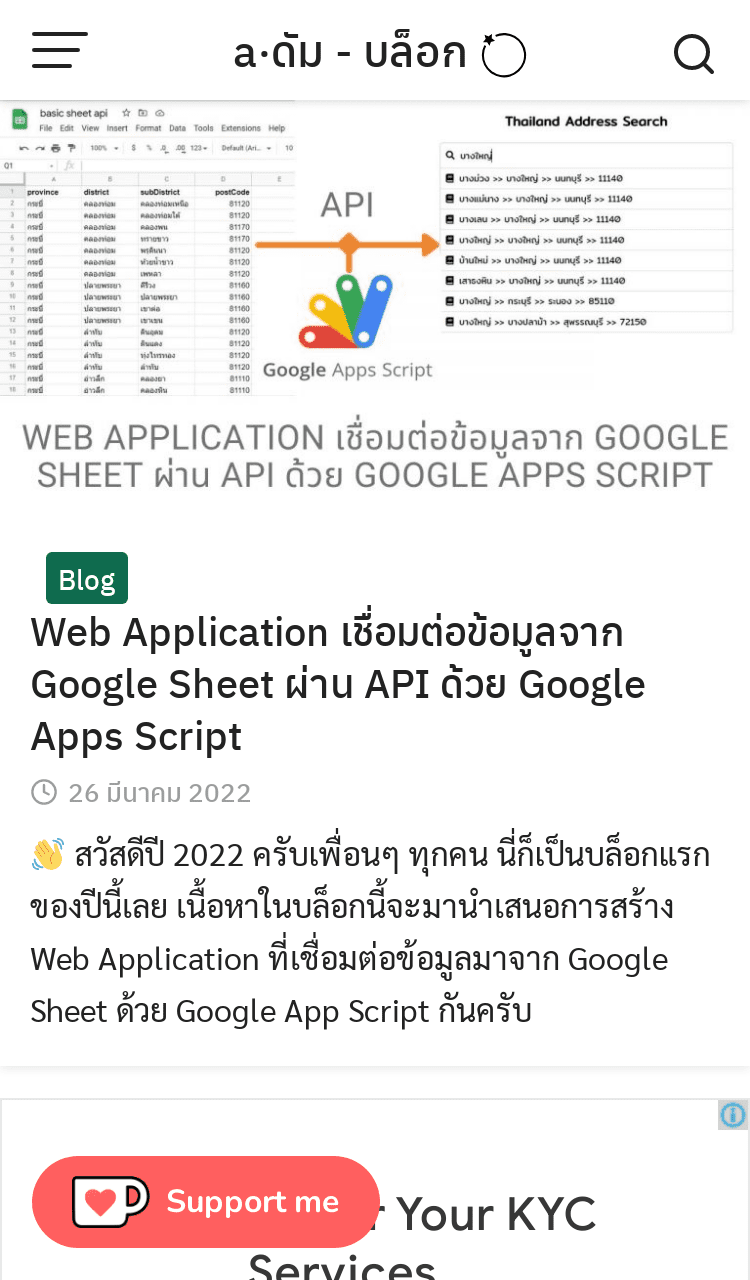 a·ดัม - บล็อก
basic sheet api
File Edit View Insert Format Data Tools Extensions Help
100% $ % .0 .00 123 Default (Ari... 10
Q1 fx
A B C D E
1 province district subDistrict postCode
2 กระบี่ คลองท่อม คลองท่อมเหนือ 81120
3 กระบี่ คลองท่อม คลองท่อมใต้ 81120
4 กระบี่ คลองท่อม คลองพน 81170
5 กระบี่ คลองท่อม ทรายขาว 81170
6 กระบี่ คลองท่อม พรุดินนา 81120
7 กระบี่ คลองท่อม ห้วยน้ำขาว 81120
8 กระบี่ คลองท่อม เพหลา 81120
9 กระบี่ ปลายพระยา คีรีวง 81160
10 กระบี่ ปลายพระยา ปลายพระยา 81160
11 กระบี่ ปลายพระยา เขาต่อ 81160
12 กระบี่ ปลายพระยา เขาเขน 81160
13 กระบี่ ลำทับ ดินอุดม 81120
14 กระบี่ ลำทับ ดินแดง 81120
15 กระบี่ ลำทับ ทุ่งไทรทอง 81120
16 กระบี่ ลำทับ ลำทับ 81120
17 กระบี่ อ่าวลึก คลองยา 81110
18 กระบี่ อ่าวลึก คลองหิน 81110
API
Google Apps Script
Thailand Address Search
บางใหญ่
บางม่วง >> บางใหญ่ >> นนทบุรี >> 11140
บางแม่นาง >> บางใหญ่ >> นนทบุรี >> 11140
บางเลน >> บางใหญ่ >> นนทบุรี >> 11140
บางใหญ่ >> บางใหญ่ >> นนทบุรี >> 11140
บ้านใหม่ >> บางใหญ่ >> นนทบุรี >> 11140
เสาธงหิน >> บางใหญ่ >> นนทบุรี >> 11140
บางใหญ่ >> กระบุรี >> ระนอง >> 85110
บางใหญ่ >> บางปลาม้า >> สุพรรณบุรี >> 72150
WEB APPLICATION เชื่อมต่อข้อมูลจาก GOOGLE
SHEET ผ่าน API ด้วย GOOGLE APPS SCRIPT
Blog
Web Application เชื่อมต่อข้อมูลจาก
Google Sheet ผ่าน API ด้วย Google
Apps Script
26 มีนาคม 2022
👋 สวัสดีปี 2022 ครับเพื่อนๆ ทุกคน นี่ก็เป็นบล็อกแรก
ของปีนี้เลย เนื้อหาในบล็อกนี้จะมานำเสนอการสร้าง
Web Application ที่เชื่อมต่อข้อมูลมาจาก Google
Sheet ด้วย Google App Script กันครับ
Support me
Your KYC
Services